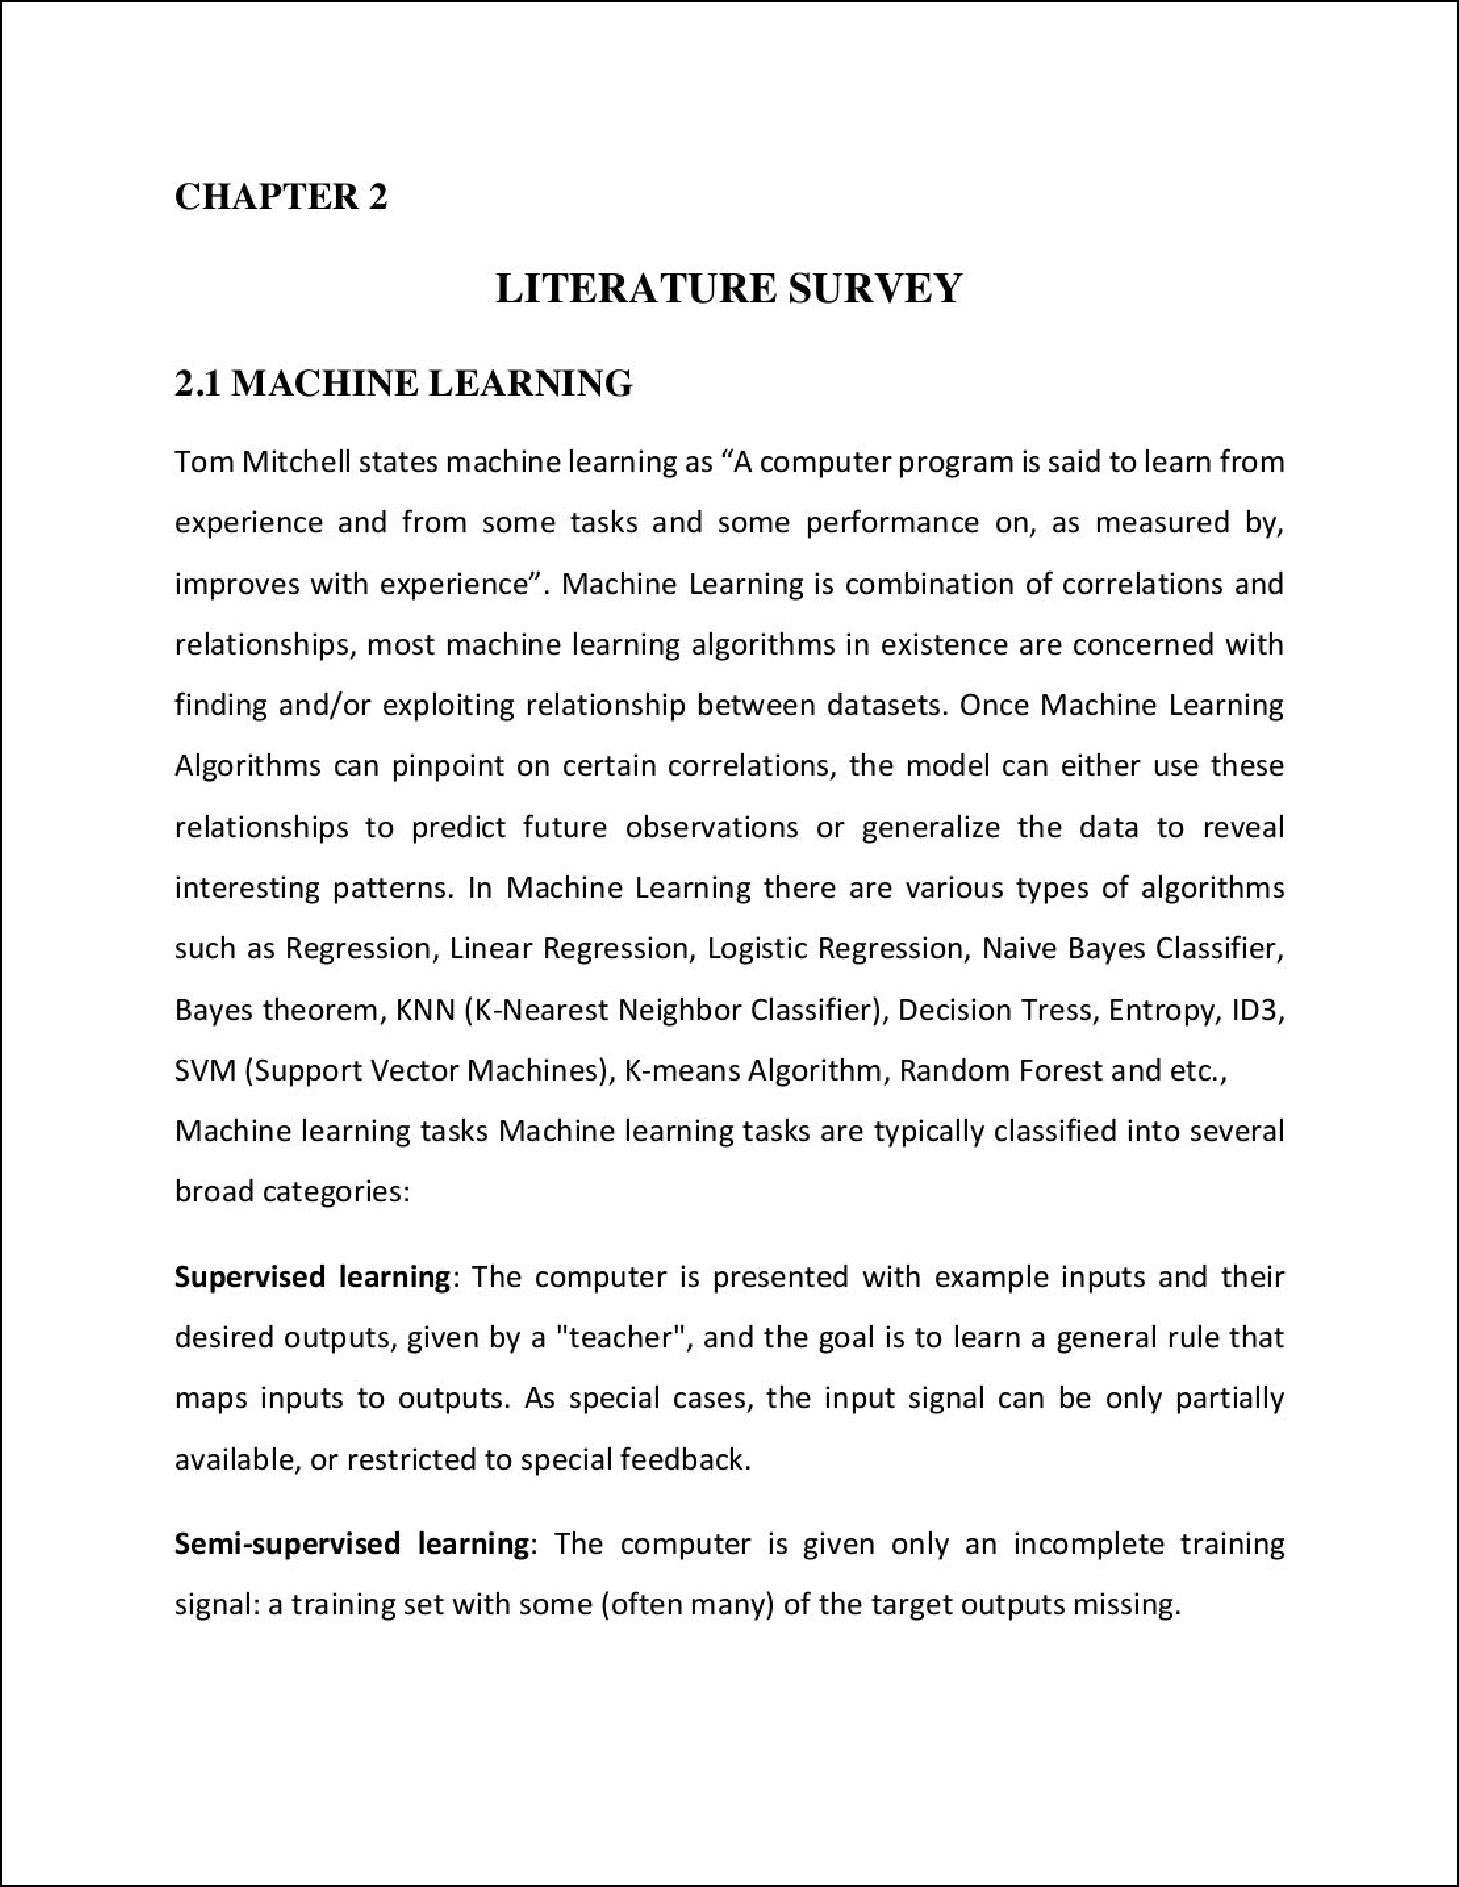 CHAPTER 2
LITERATURE SURVEY
2.1 MACHINE LEARNING
Tom Mitchell states machine learning as “A computer program is said to learn from
experience and from some tasks and some performance on, as measured by,
improves with experience”. Machine Learning is combination of correlations and
relationships, most machine learning algorithms in existence are concerned with
finding and/or exploiting relationship between datasets. Once Machine Learning
Algorithms can pinpoint on certain correlations, the model can either use these
relationships to predict future observations or generalize the data to reveal
interesting patterns. In Machine Learning there are various types of algorithms
such as Regression, Linear Regression, Logistic Regression, Naive Bayes Classifier,
Bayes theorem, KNN (K-Nearest Neighbor Classifier), Decision Tress, Entropy, ID3,
SVM (Support Vector Machines), K-means Algorithm, Random Forest and etc.,
Machine learning tasks Machine learning tasks are typically classified into several
broad categories:
Supervised learning: The computer is presented with example inputs and their
desired outputs, given by a "teacher", and the goal is to learn a general rule that
maps inputs to outputs. As special cases, the input signal can be only partially
available, or restricted to special feedback.
Semi-supervised learning: The computer is given only an incomplete training
signal: a training set with some (often many) of the target outputs missing.